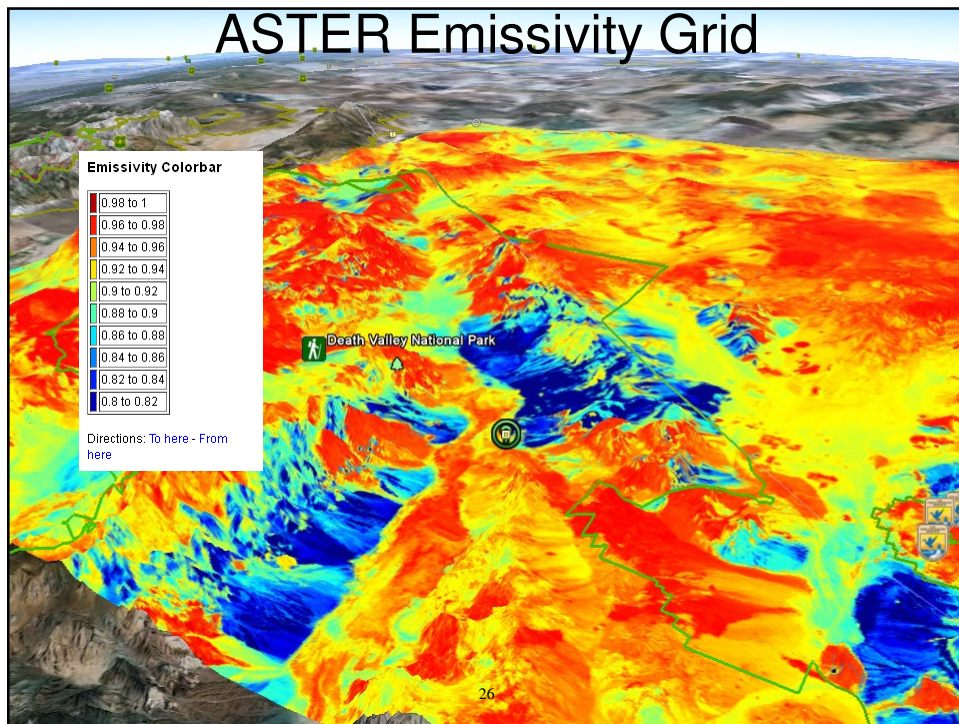 ASTER Emissivity Grid
Emissivity Colorbar
0.98 to 1
0.96 to 0.98
0.94 to 0.96
0.92 to 0.94
0.9 to 0.92
0.88 to 0.9
0.86 to 0.88
0.84 to 0.86
0.82 to 0.84
0.8 to 0.82
Directions: To here - From
here
Death Valley National Park
26